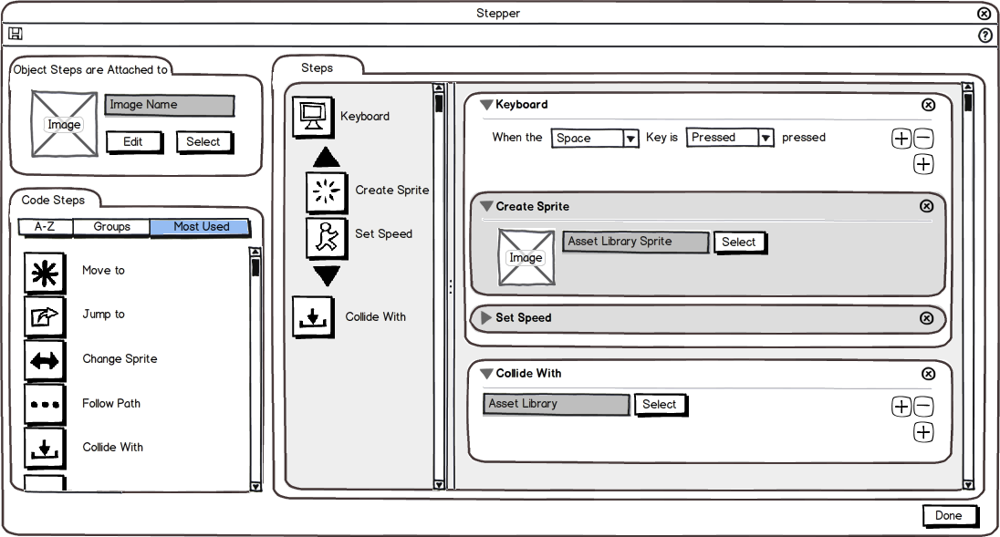 Stepper
Object Steps are Attached to
Image
Image Name
Edit
Select
Code Steps
A-Z
Groups
Most Used
Move to
Jump to
Change Sprite
Follow Path
Collide With
Steps
Keyboard
Create Sprite
Set Speed
Collide With
Keyboard
When the Space Key is Pressed pressed
Create Sprite
Image
Asset Library Sprite
Select
Set Speed
Collide With
Asset Library
Select
Done